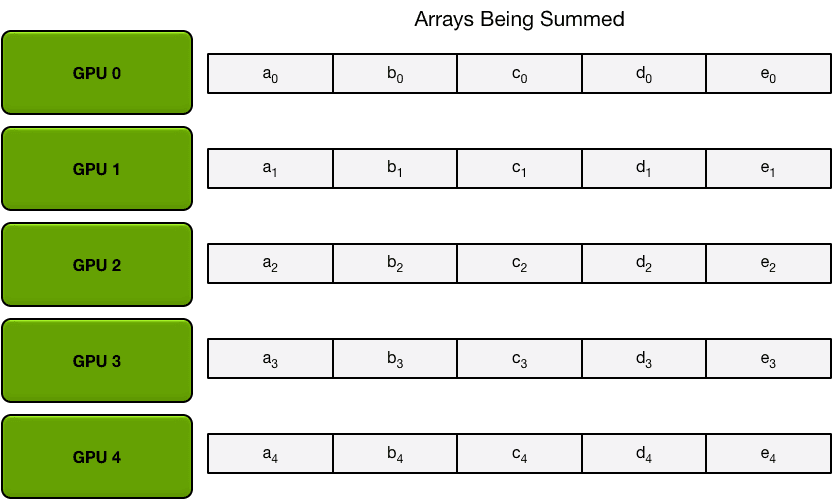 Arrays Being Summed
GPU 0 a₀ b₀ c₀ d₀ e₀
GPU 1 a₁ b₁ c₁ d₁ e₁
GPU 2 a₂ b₂ c₂ d₂ e₂
GPU 3 a₃ b₃ c₃ d₃ e₃
GPU 4 a₄ b₄ c₄ d₄ e₄